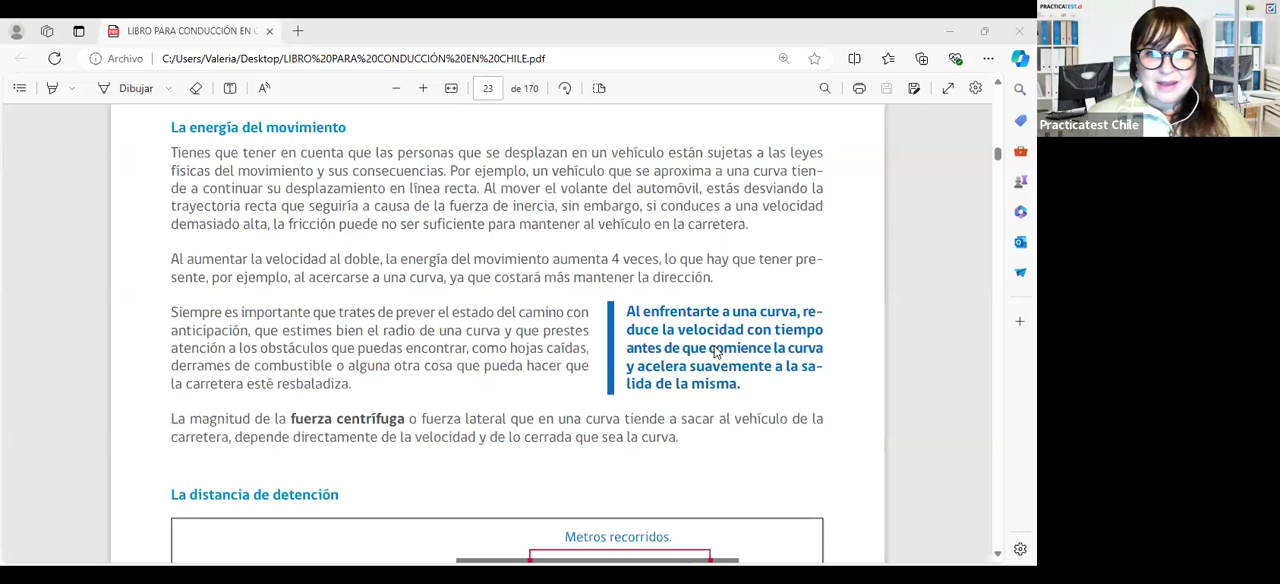 LIBRO PARA CONDUCCIÓN EN C
Archivo
C:/Users/Valeria/Desktop/LIBRO%20PARA%20CONDUCCIÓN%20EN%20CHILE.pdf
Dibujar
23
de 170
La energía del movimiento
Tienes que tener en cuenta que las personas que se desplazan en un vehículo están sujetas a las leyes
físicas del movimiento y sus consecuencias. Por ejemplo, un vehículo que se aproxima a una curva tien-
de a continuar su desplazamiento en línea recta. Al mover el volante del automóvil, estás desviando la
trayectoria recta que seguiría a causa de la fuerza de inercia, sin embargo, si conduces a una velocidad
demasiado alta, la fricción puede no ser suficiente para mantener al vehículo en la carretera.
Al aumentar la velocidad al doble, la energía del movimiento aumenta 4 veces, lo que hay que tener pre-
sente, por ejemplo, al acercarse a una curva, ya que costará más mantener la dirección.
Siempre es importante que trates de prever el estado del camino con
anticipación, que estimes bien el radio de una curva y que prestes
atención a los obstáculos que puedas encontrar, como hojas caídas,
derrames de combustible o alguna otra cosa que pueda hacer que
la carretera esté resbaladiza.
Al enfrentarte a una curva, re-
duce la velocidad con tiempo
antes de que comience la curva
y acelera suavemente a la sa-
lida de la misma.
La magnitud de la fuerza centrífuga o fuerza lateral que en una curva tiende a sacar al vehículo de la
carretera, depende directamente de la velocidad y de lo cerrada que sea la curva.
La distancia de detención
Metros recorridos.
PRACTICATEST.cl
Practicatest Chile